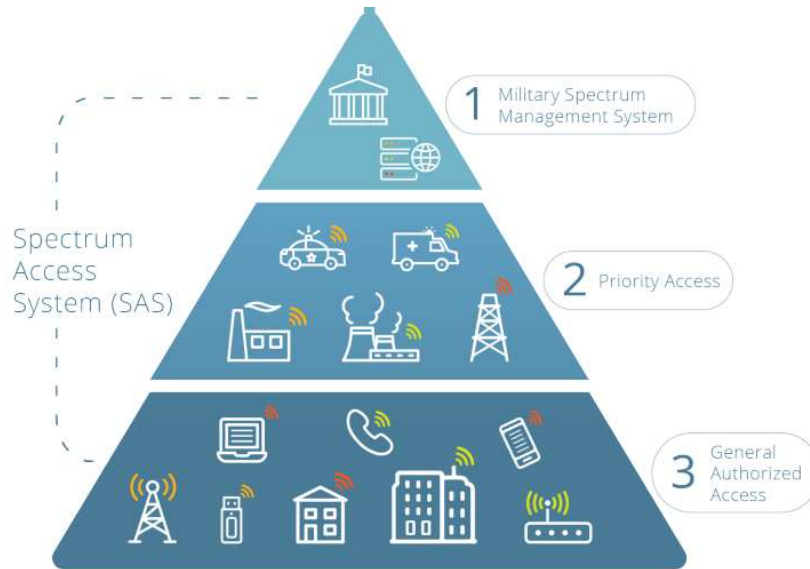 1 Military Spectrum
Management System
Spectrum
Access
System (SAS)
2 Priority Access
3 General
Authorized
Access